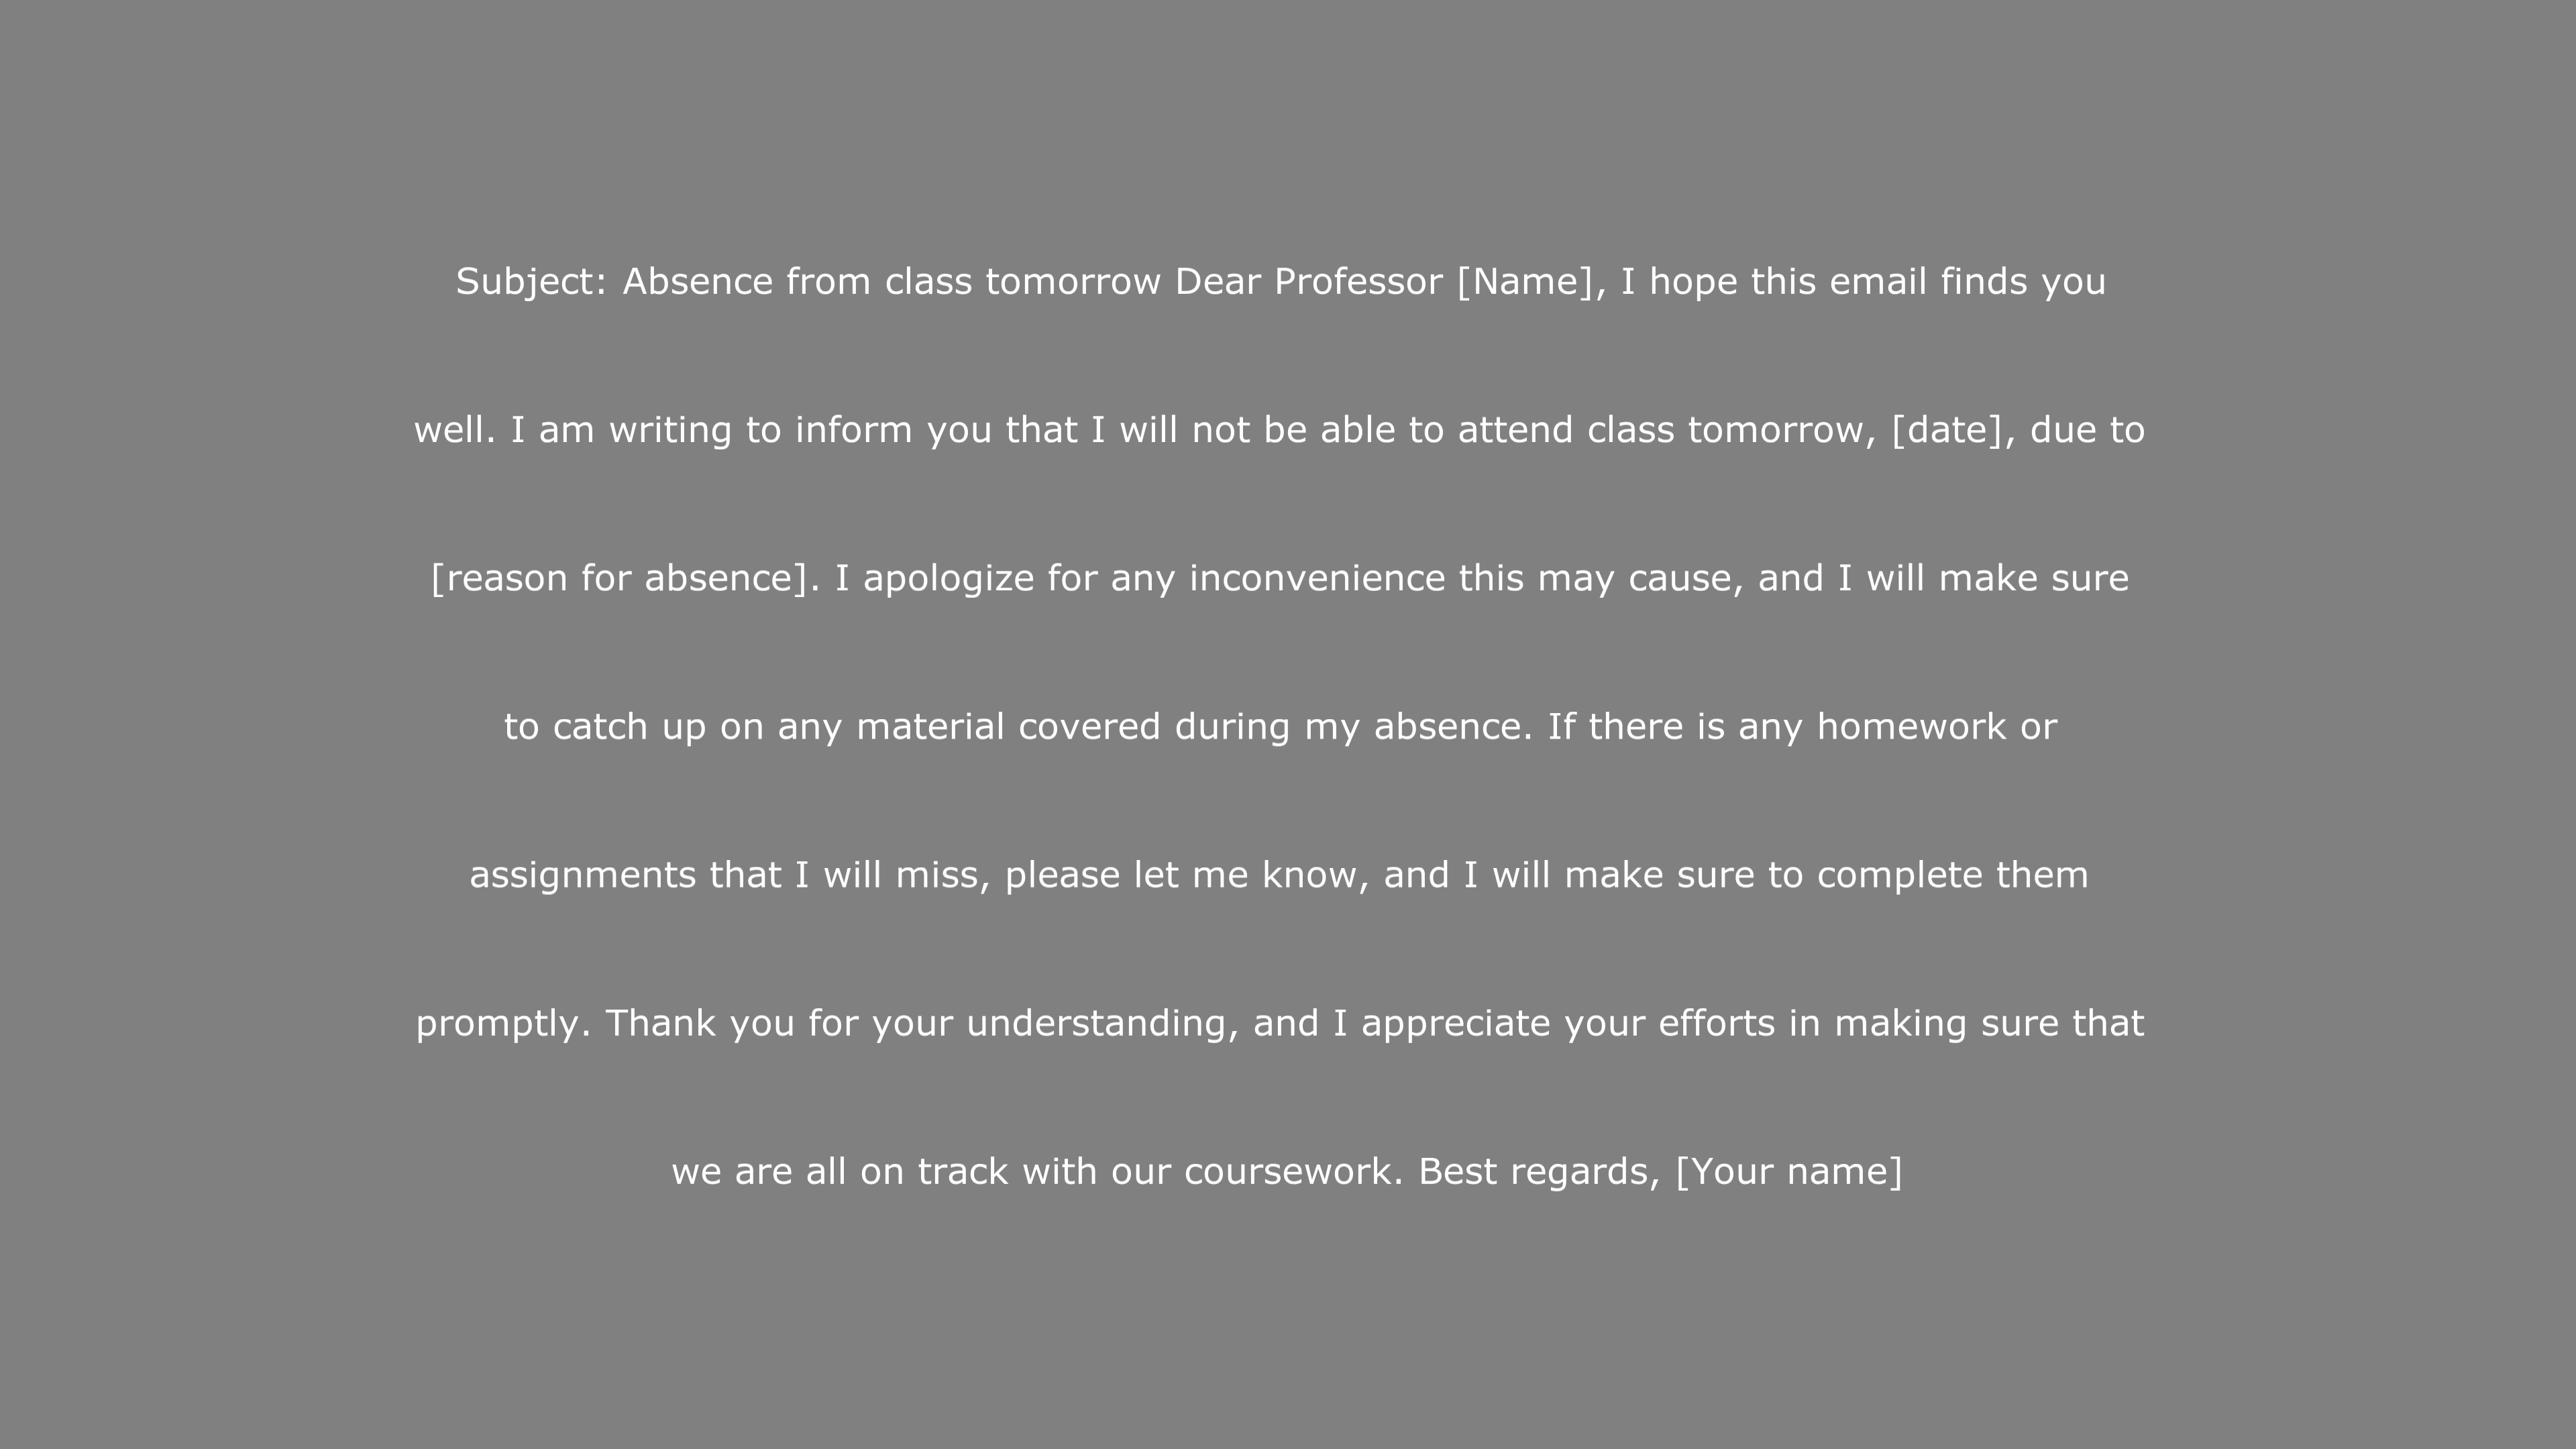 Subject: Absence from class tomorrow Dear Professor [Name], I hope this email finds you
well. I am writing to inform you that I will not be able to attend class tomorrow, [date], due to
[reason for absence]. I apologize for any inconvenience this may cause, and I will make sure
to catch up on any material covered during my absence. If there is any homework or
assignments that I will miss, please let me know, and I will make sure to complete them
promptly. Thank you for your understanding, and I appreciate your efforts in making sure that
we are all on track with our coursework. Best regards, [Your name]